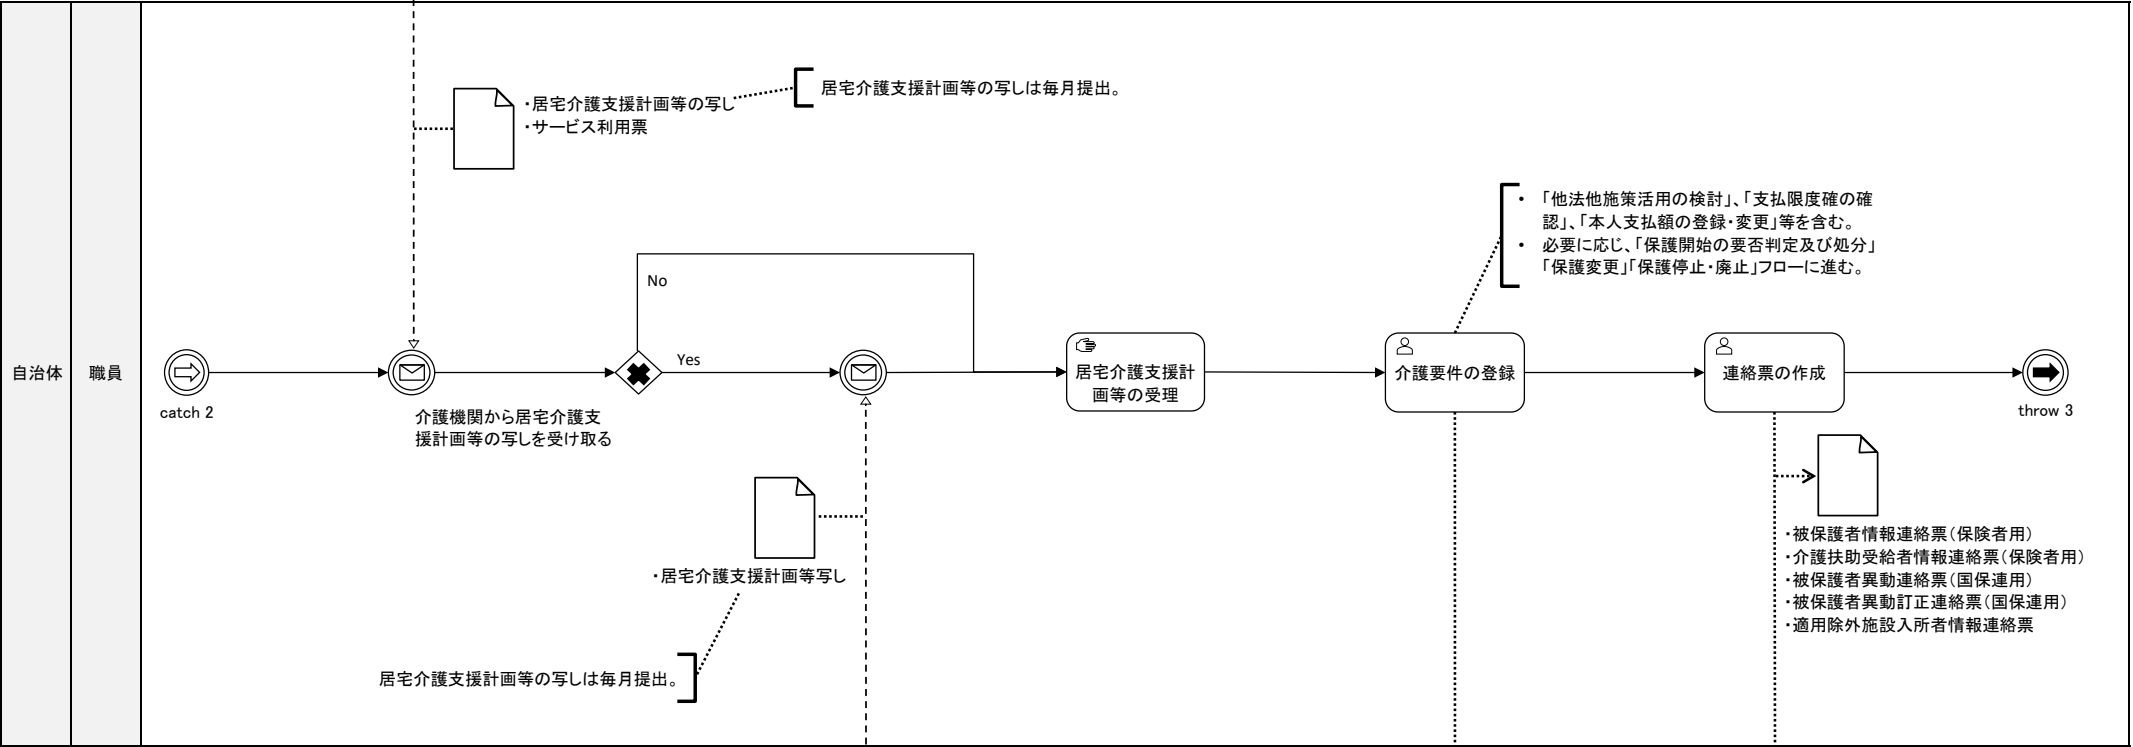 自治体
職員
・居宅介護支援計画等の写し
・サービス利用票
居宅介護支援計画等の写しは毎月提出。
・「他法他施策活用の検討」、「支払限度確の確
認」、「本人支払額の登録・変更」等を含む。
・必要に応じ、「保護開始の要否判定及び処分」
「保護変更」「保護停止・廃止」フローに進む。
No
Yes
catch 2
介護機関から居宅介護支
援計画等の写しを受け取る
居宅介護支援計
画等の受理
介護要件の登録
連絡票の作成
throw 3
・居宅介護支援計画等写し
居宅介護支援計画等の写しは毎月提出。
・被保護者情報連絡票(保険者用)
・介護扶助受給者情報連絡票(保険者用)
・被保護者異動連絡票(国保連用)
・被保護者異動訂正連絡票(国保連用)
・適用除外施設入所者情報連絡票